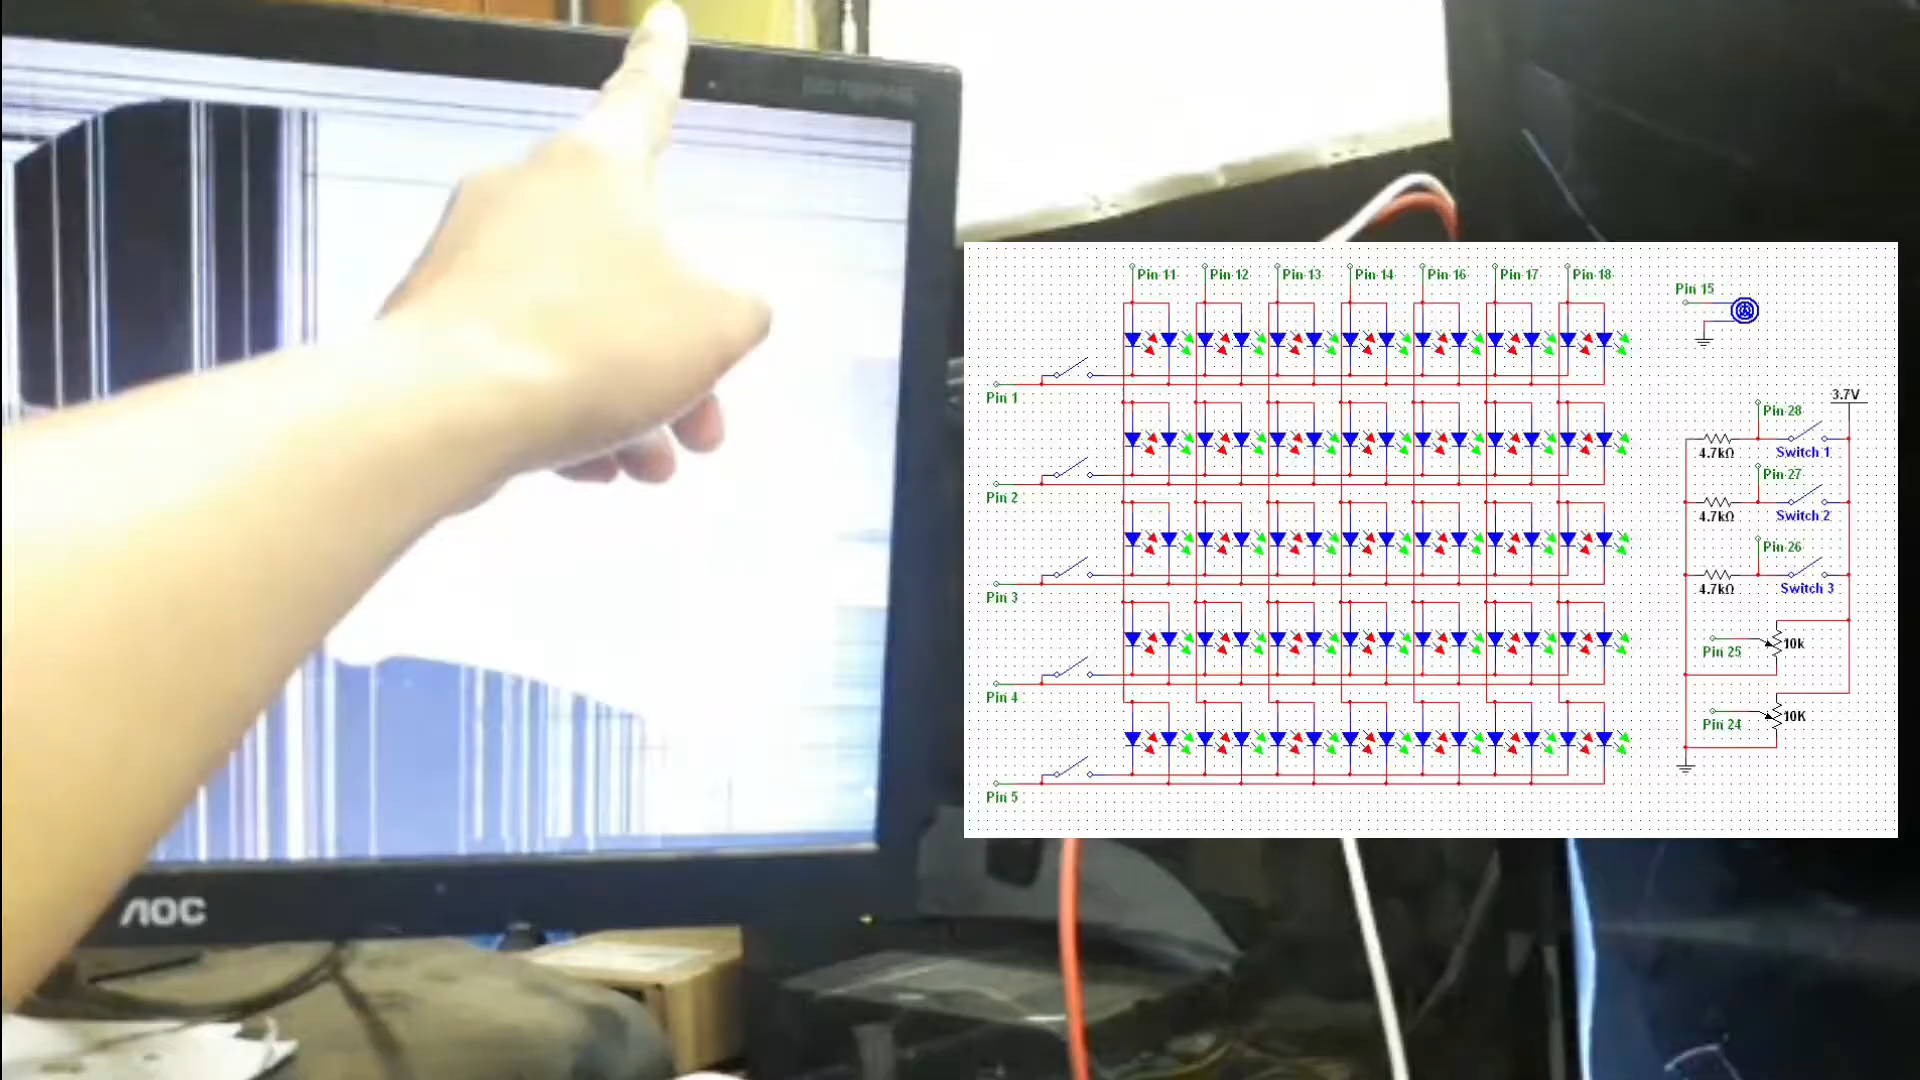 AOC
Pin 11 Pin 12 Pin 13 Pin 14 Pin 16 Pin 17 Pin 18
Pin 15
Pin 1
Pin 2
Pin 3
Pin 4
Pin 5
3.7V
Pin 28
4.7kΩ Switch 1
Pin 27
4.7kΩ Switch 2
Pin 26
4.7kΩ Switch 3
10k
Pin 25
10K
Pin 24